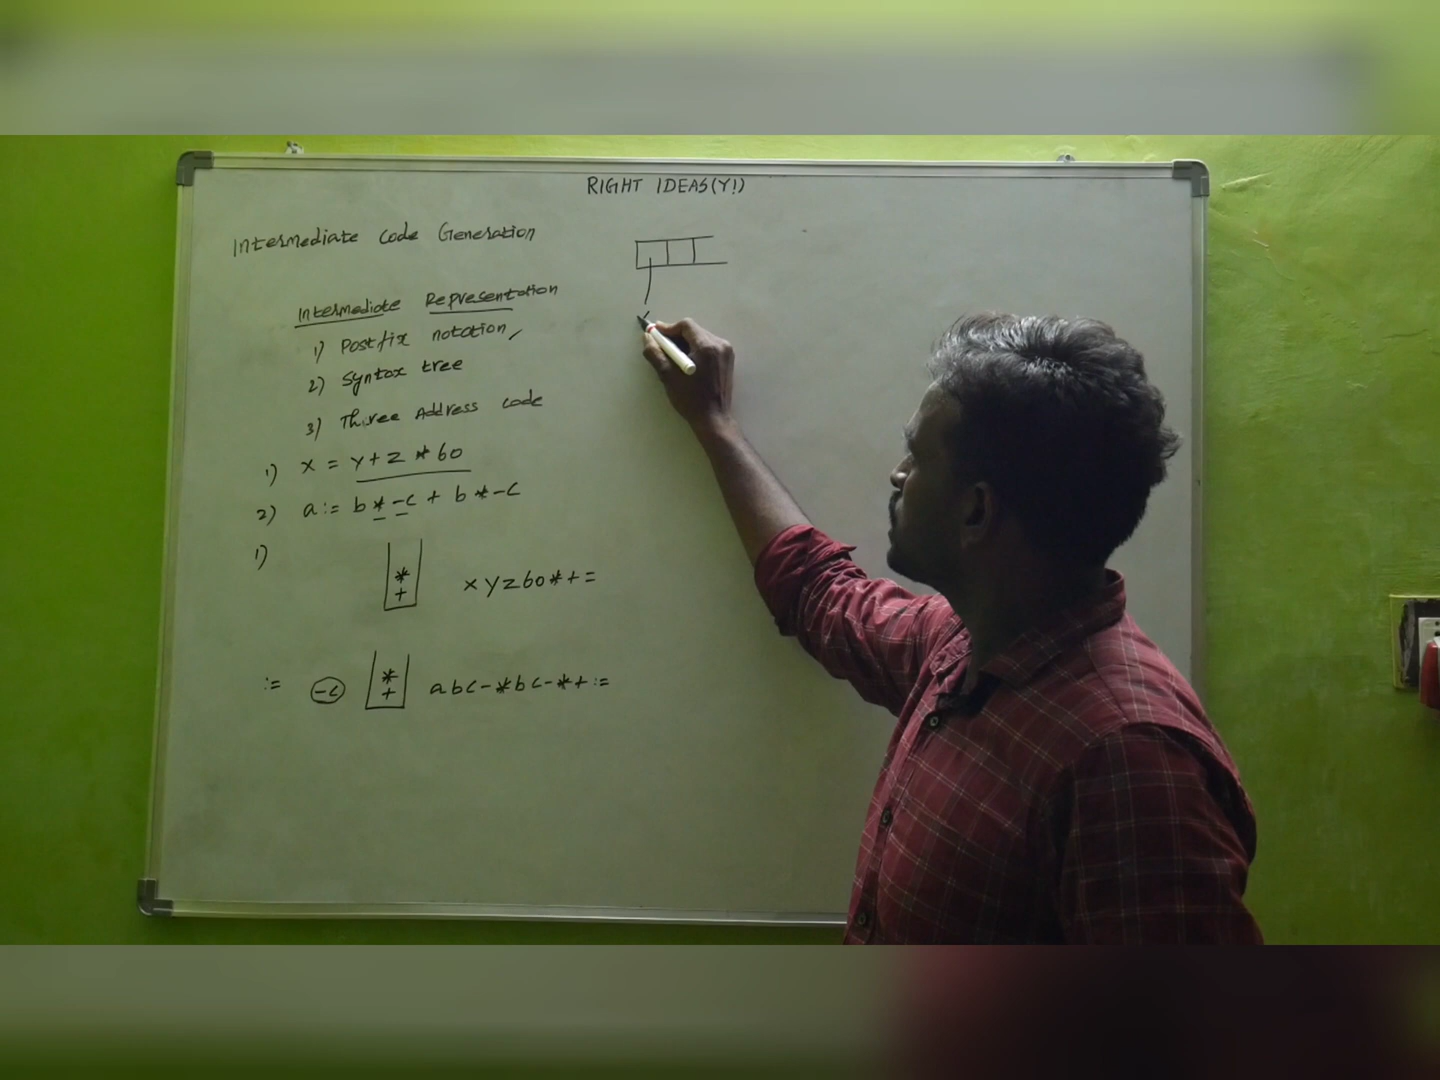 RIGHT IDEAS(Y!)
Intermediate Code Generation
Intermediate Representation
1) Postfix notation
2) Syntax tree
3) Three Address code
1) x = y + z * 60
2) a := b * -c + b * -c
1)
*
+
x y z 60 * + =
:= -c
*
+
a b c - * b c - * + :=